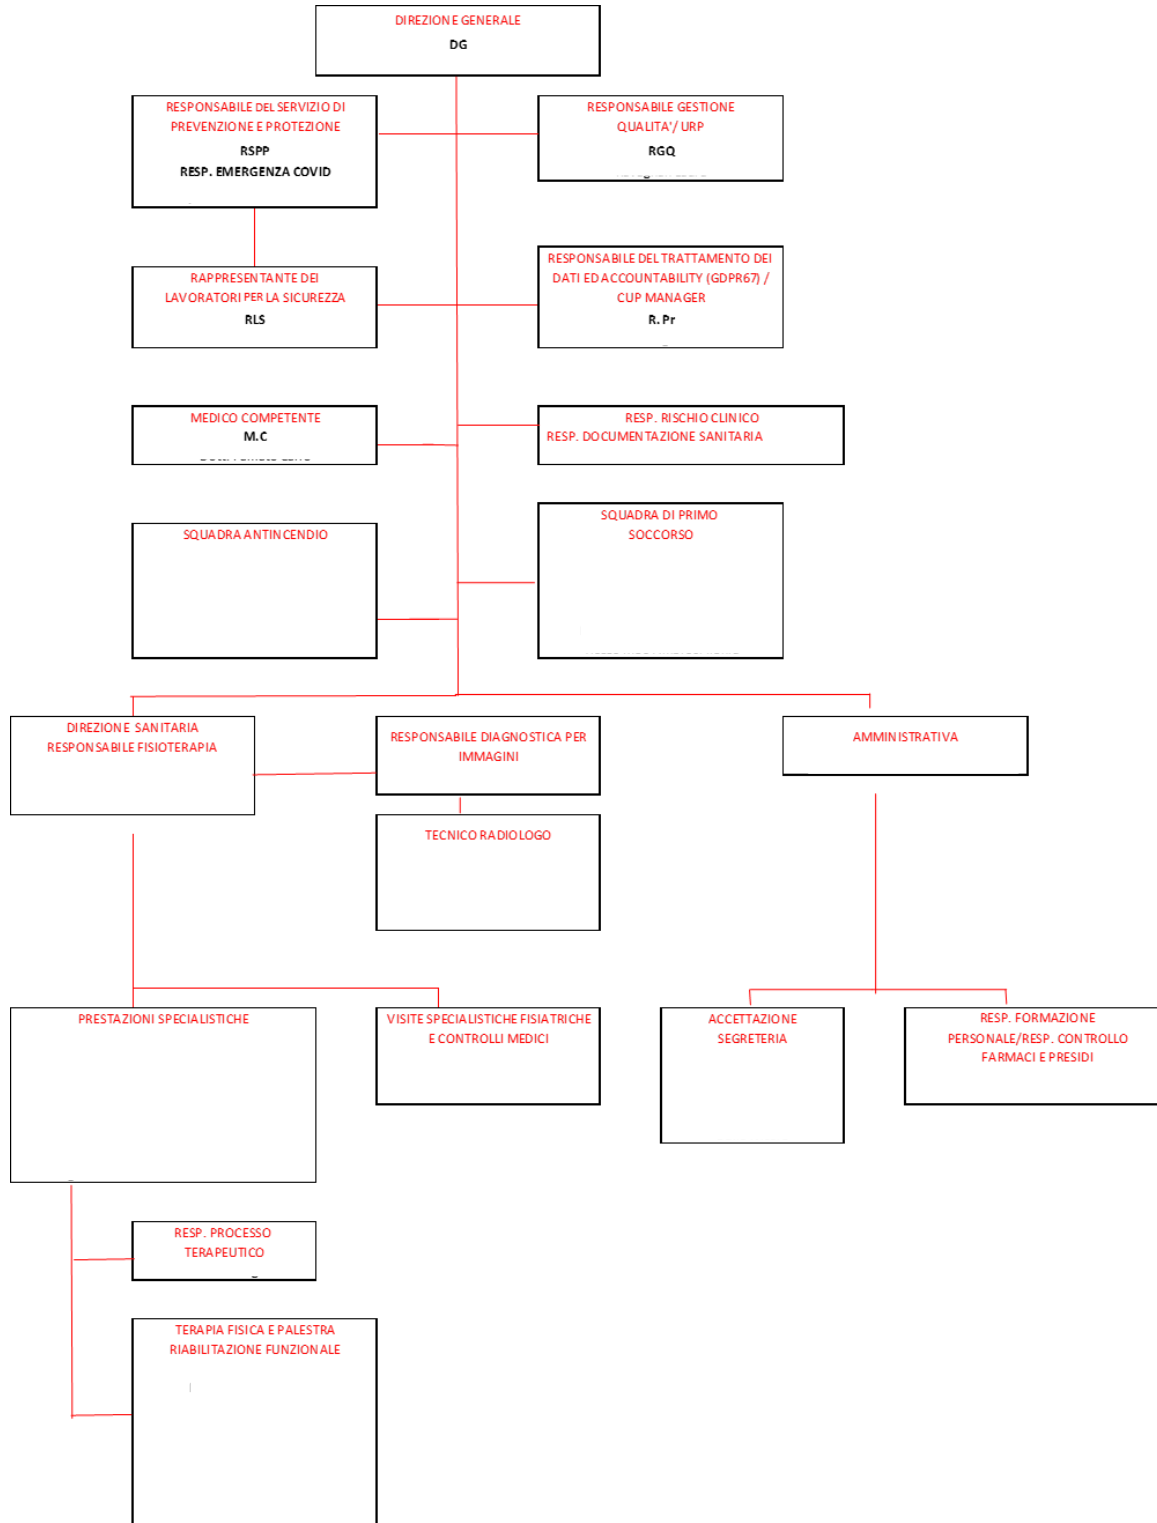 DIREZIONE GENERALE
DG
RESPONSABILE DEL SERVIZIO DI
PREVENZIONE E PROTEZIONE
RSPP
RESP. EMERGENZA COVID
RESPONSABILE GESTIONE
QUALITA'/ URP
RGQ
RAPPRESENTANTE DEI
LAVORATORI PER LA SICUREZZA
RLS
RESPONSABILE DEL TRATTAMENTO DEI
DATI ED ACCOUNTABILITY (GDPR67) /
CUP MANAGER
R. Pr
MEDICO COMPETENTE
M.C
RESP. RISCHIO CLINICO
RESP. DOCUMENTAZIONE SANITARIA
SQUADRA ANTINCENDIO
SQUADRA DI PRIMO
SOCCORSO
DIREZIONE SANITARIA
RESPONSABILE FISIOTERAPIA
RESPONSABILE DIAGNOSTICA PER
IMMAGINI
AMMINISTRATIVA
TECNICO RADIOLOGO
PRESTAZIONI SPECIALISTICHE
VISITE SPECIALISTICHE FISIATRICHE
E CONTROLLI MEDICI
ACCETTAZIONE
SEGRETERIA
RESP. FORMAZIONE
PERSONALE/RESP. CONTROLLO
FARMACI E PRESIDI
RESP. PROCESSO
TERAPEUTICO
TERAPIA FISICA E PALESTRA
RIABILITAZIONE FUNZIONALE